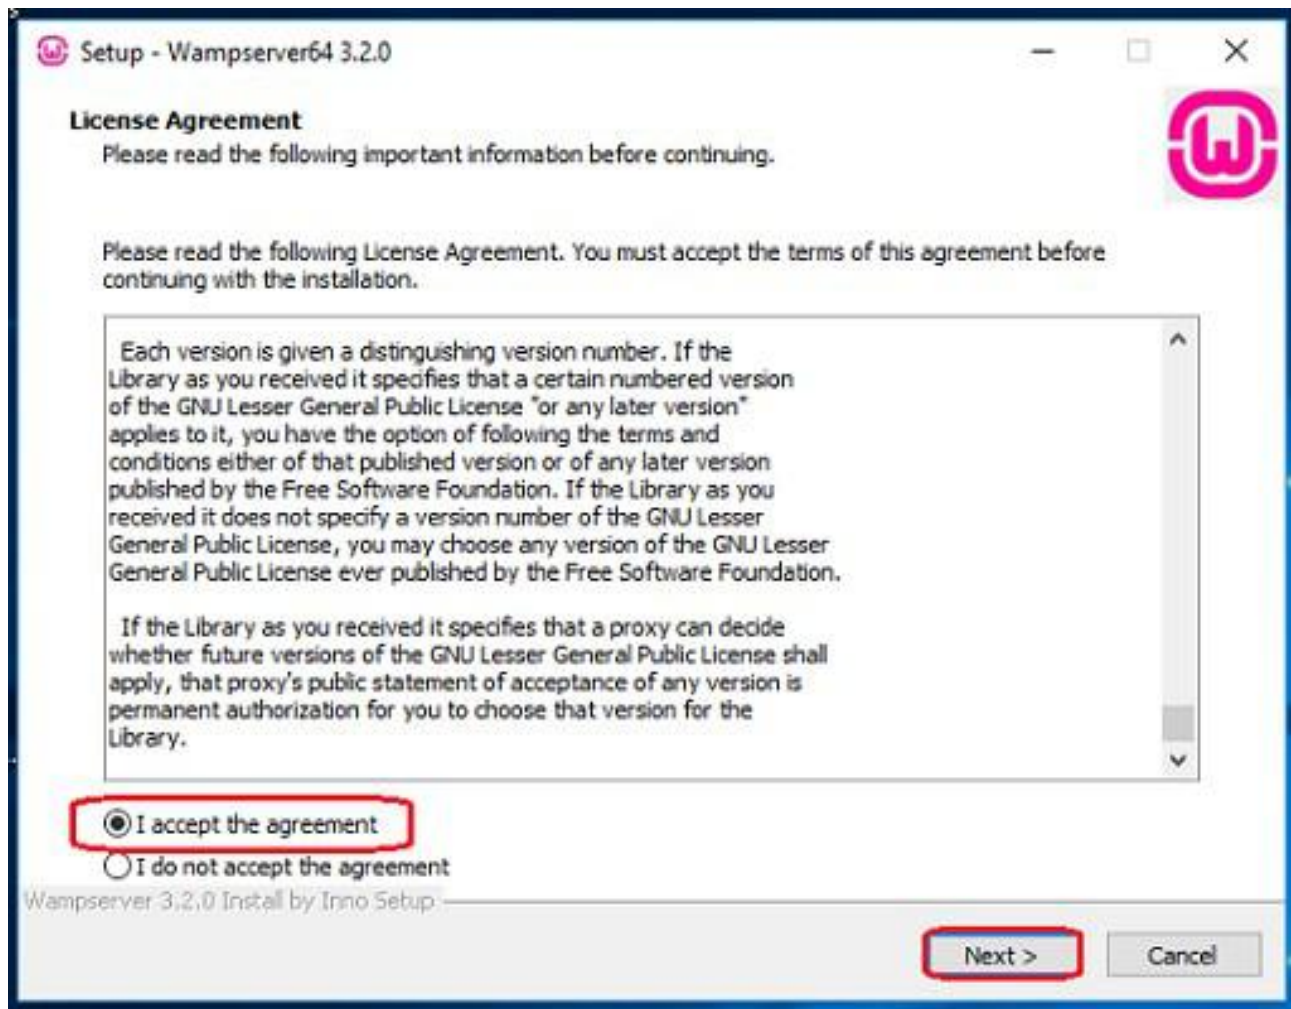 Setup - Wampserver64 3.2.0
License Agreement
Please read the following important information before continuing.
Please read the following License Agreement. You must accept the terms of this agreement before
continuing with the installation.
Each version is given a distinguishing version number. If the
Library as you received it specifies that a certain numbered version
of the GNU Lesser General Public License "or any later version"
applies to it, you have the option of following the terms and
conditions either of that published version or of any later version
published by the Free Software Foundation. If the Library as you
received it does not specify a version number of the GNU Lesser
General Public License, you may choose any version of the GNU Lesser
General Public License ever published by the Free Software Foundation.
If the Library as you received it specifies that a proxy can decide
whether future versions of the GNU Lesser General Public License shall
apply, that proxy's public statement of acceptance of any version is
permanent authorization for you to choose that version for the
Library.
I accept the agreement
I do not accept the agreement
Wampserver 3.2.0 Install by Inno Setup
Next >
Cancel